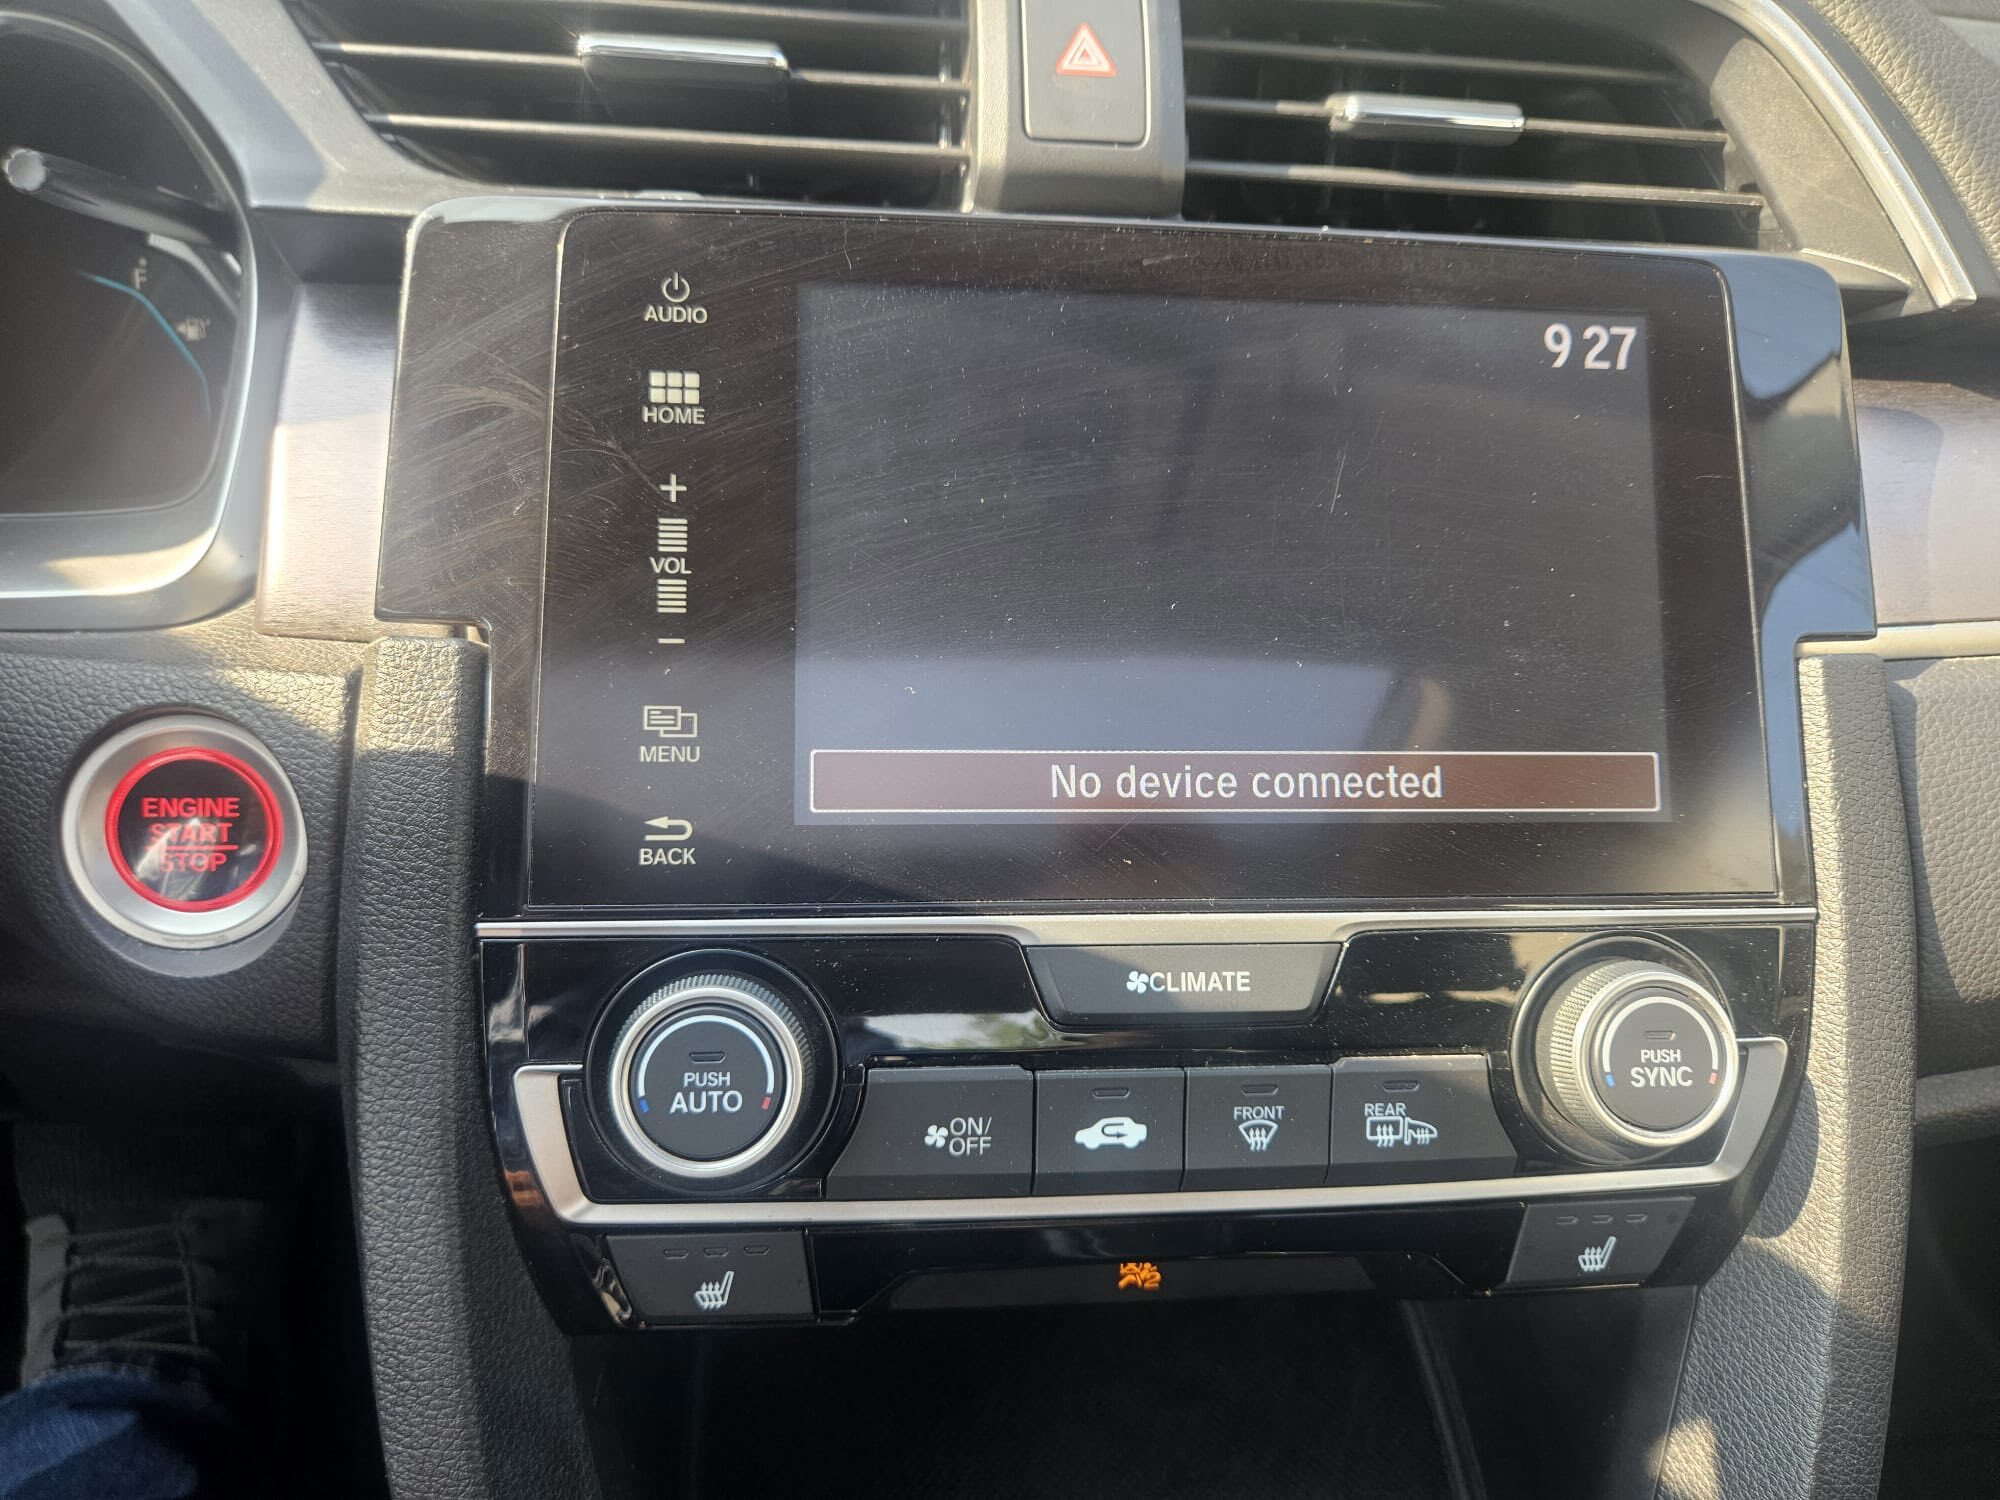 F
AUDIO
9 27
HOME
+
VOL
−
MENU
No device connected
BACK
ENGINE
START
STOP
CLIMATE
PUSH
AUTO
ON/
OFF
FRONT
REAR
PUSH
SYNC
2